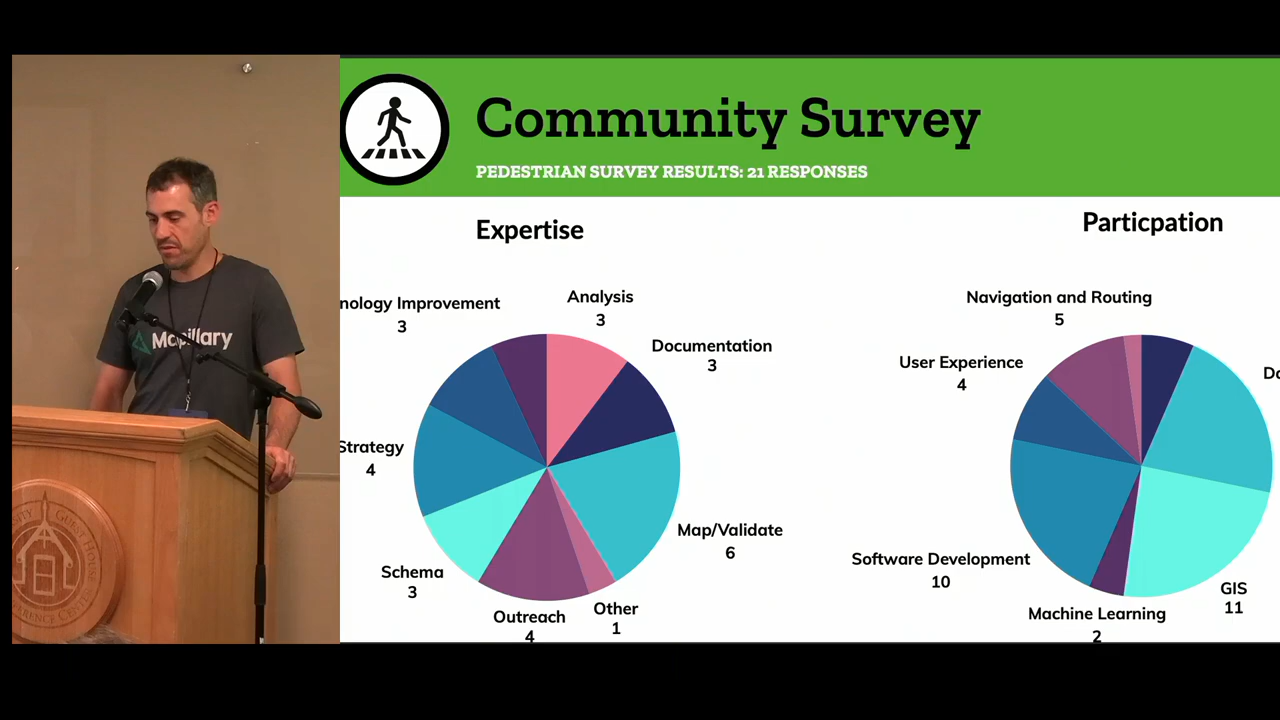 Community Survey
PEDESTRIAN SURVEY RESULTS: 21 RESPONSES
Expertise
Particpation
nology Improvement
3
Analysis
3
Documentation
3
Map/Validate
6
Other
1
Outreach
4
Schema
3
Strategy
4
Navigation and Routing
5
User Experience
4
Software Development
10
Machine Learning
2
GIS
11
Mapillary
GUEST HOUSE